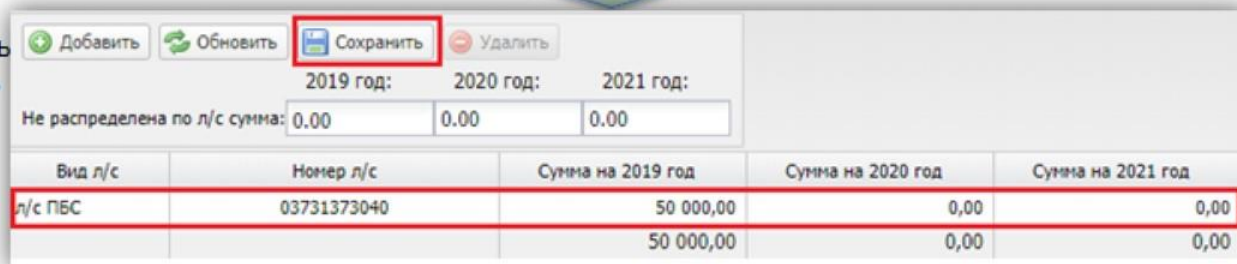 ь Добавить Обновить Сохранить Удалить
2019 год: 2020 год: 2021 год:
Не распределена по л/с сумма: 0.00 0.00 0.00
Вид л/с Номер л/с Сумма на 2019 год Сумма на 2020 год Сумма на 2021 год
л/с ПБС 03731373040 50 000,00 0,00 0,00
50 000,00 0,00 0,00